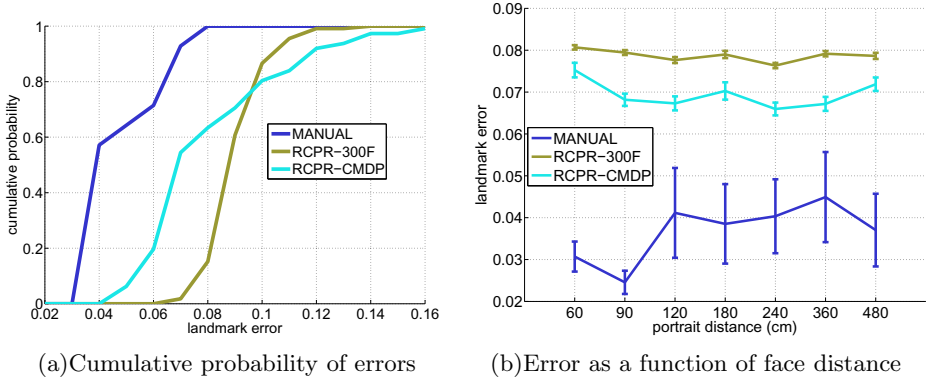 1
0.8
0.6
0.4
0.2
0
cumulative probability
0.02 0.04 0.06 0.08 0.1 0.12 0.14 0.16
landmark error
MANUAL
RCPR-300F
RCPR-CMDP
(a)Cumulative probability of errors
0.09
0.08
0.07
0.06
0.05
0.04
0.03
0.02
landmark error
60 90 120 180 240 360 480
portrait distance (cm)
MANUAL
RCPR-300F
RCPR-CMDP
(b)Error as a function of face distance